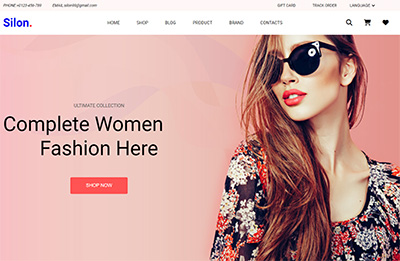 PHONE: +0123-456-789 EMAIL:silon00@gmail.com GIFT CARD TRACK ORDER LANGUAGE
Silon. HOME SHOP BLOG PRODUCT BRAND CONTACTS
ULTIMATE COLLECTION
Complete Women
Fashion Here
SHOP NOW